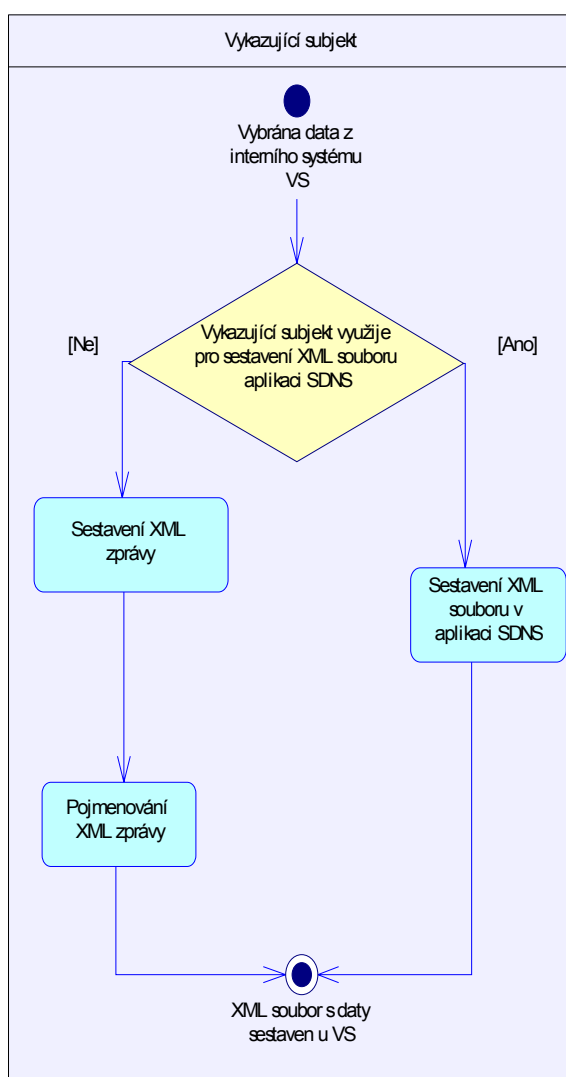 Vykazující subjekt
Vybrána data z
interního systému
VS
Vykazující subjekt využije
pro sestavení XML souboru
aplikaci SDNS
[Ne]
[Ano]
Sestavení XML
zprávy
Sestavení XML
souboru v
aplikaci SDNS
Pojmenování
XML zprávy
XML soubor s daty
sestaven u VS